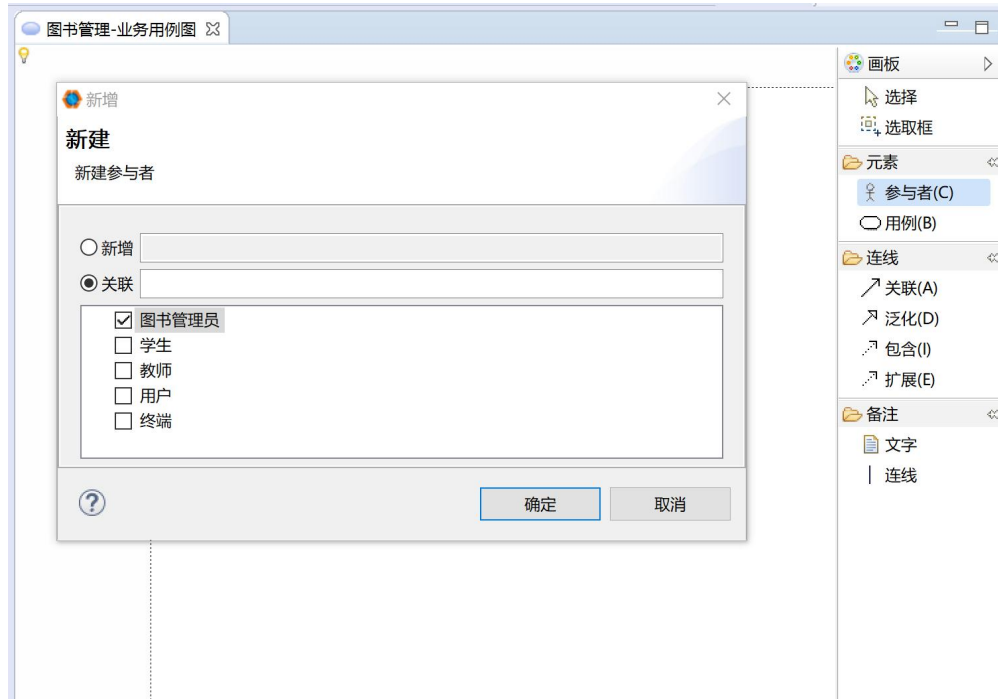 图书管理-业务用例图
新增
新建
新建参与者
新增
关联
图书管理员
学生
教师
用户
终端
确定
取消
画板
选择
选取框
元素
参与者(C)
用例(B)
连线
关联(A)
泛化(D)
包含(I)
扩展(E)
备注
文字
连线